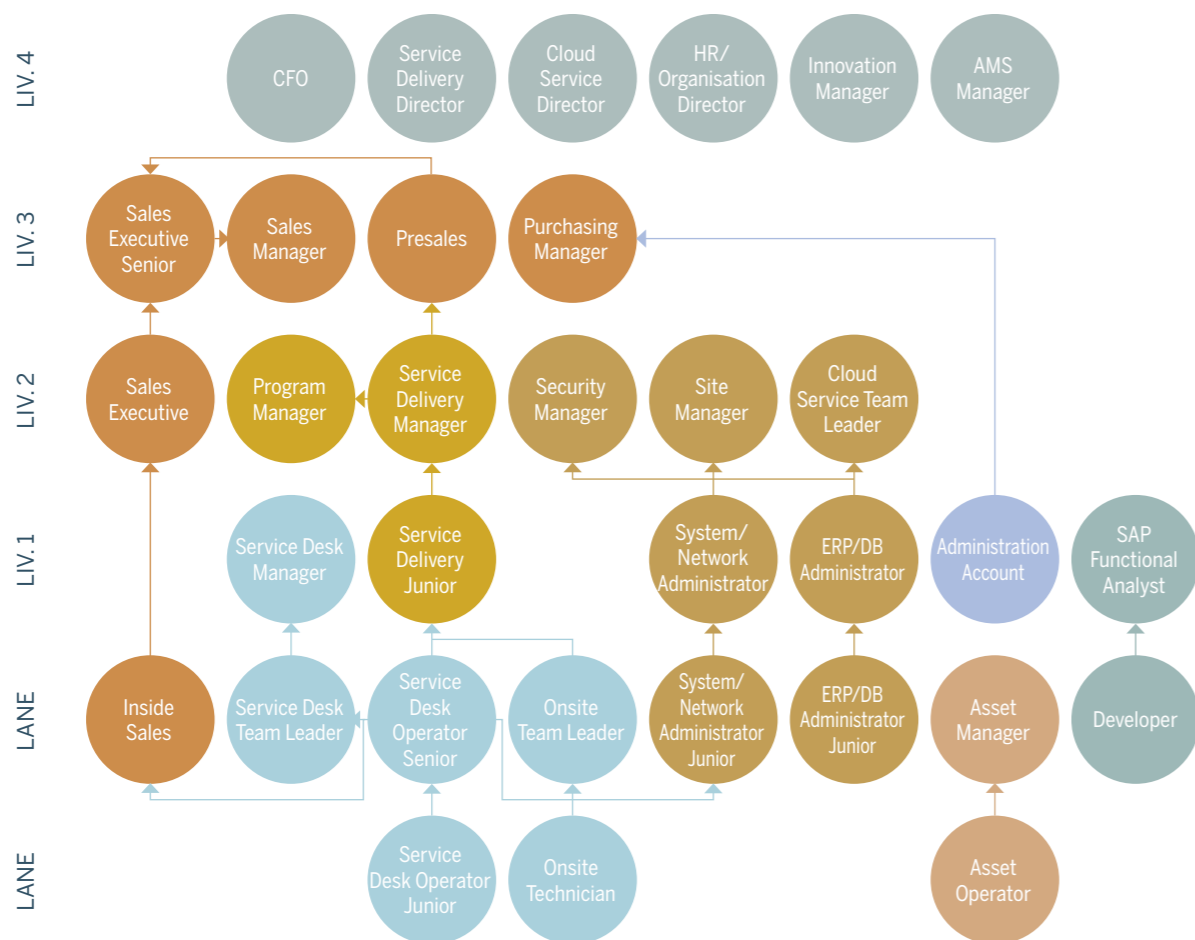 LIV. 4
CFO
Service
Delivery
Director
Cloud
Service
Director
HR/
Organisation
Director
Innovation
Manager
AMS
Manager
LIV. 3
Sales
Executive
Senior
Sales
Manager
Presales
Purchasing
Manager
LIV. 2
Sales
Executive
Program
Manager
Service
Delivery
Manager
Security
Manager
Site
Manager
Cloud
Service Team
Leader
LIV. 1
Service Desk
Manager
Service
Delivery
Junior
System/
Network
Administrator
ERP/DB
Administrator
Administration
Account
SAP
Functional
Analyst
LANE
Inside
Sales
Service Desk
Team Leader
Service
Desk
Operator
Senior
Onsite
Team Leader
System/
Network
Administrator
Junior
ERP/DB
Administrator
Junior
Asset
Manager
Developer
LANE
Service
Desk Operator
Junior
Onsite
Technician
Asset
Operator